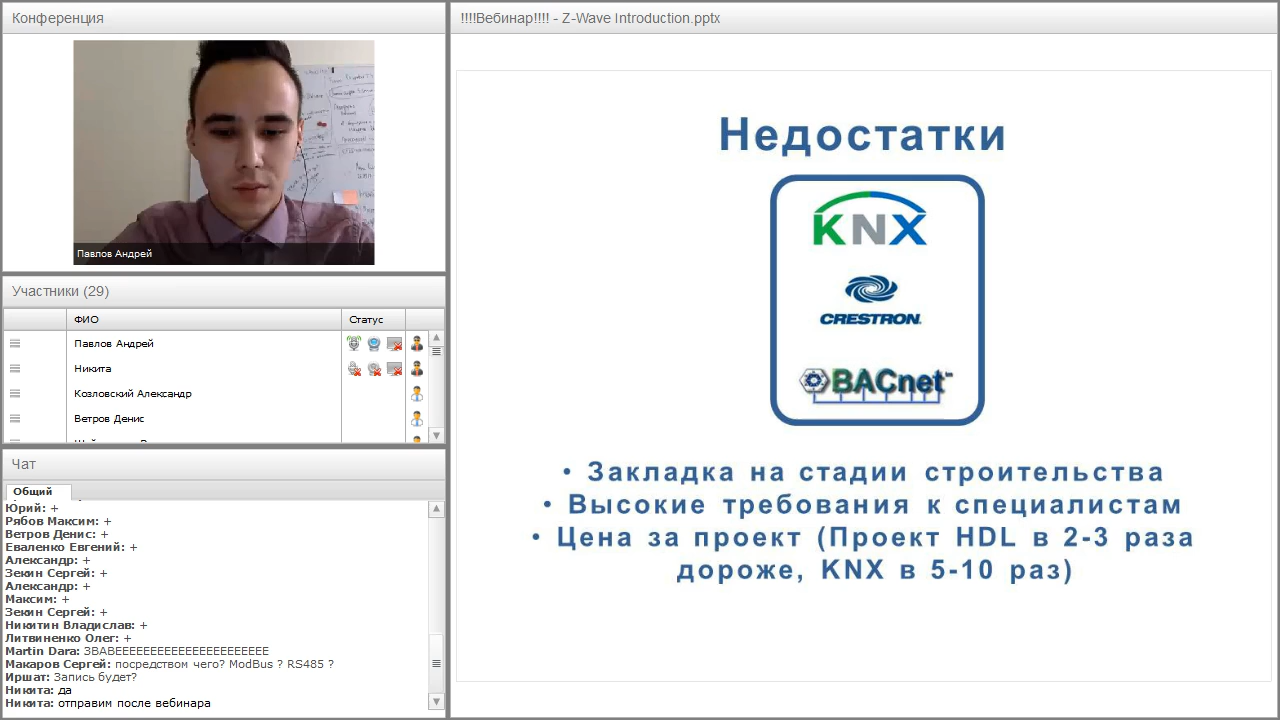 Конференция
Павлов Андрей
Участники (29)
ФИО
Статус
Павлов Андрей
Никита
Козловский Александр
Ветров Денис
Чат
Общий
Юрий: +
Рябов Максим: +
Ветров Денис: +
Еваленко Евгений: +
Александр: +
Зекин Сергей: +
Александр: +
Максим: +
Зекин Сергей: +
Никитин Владислав: +
Литвиненко Олег: +
Martin Dara: ЗВАВЕЕЕЕЕЕЕЕЕЕЕЕЕЕЕЕЕЕЕЕЕ
Макаров Сергей: посредством чего? ModBus ? RS485 ?
Иршат: Запись будет?
Никита: да
Никита: отправим после вебинара
!!!!Вебинар!!!! - Z-Wave Introduction.pptx
Недостатки
KNX
CRESTRON.
BACnet
• Закладка на стадии строительства
• Высокие требования к специалистам
• Цена за проект (Проект HDL в 2-3 раза
дороже, KNX в 5-10 раз)